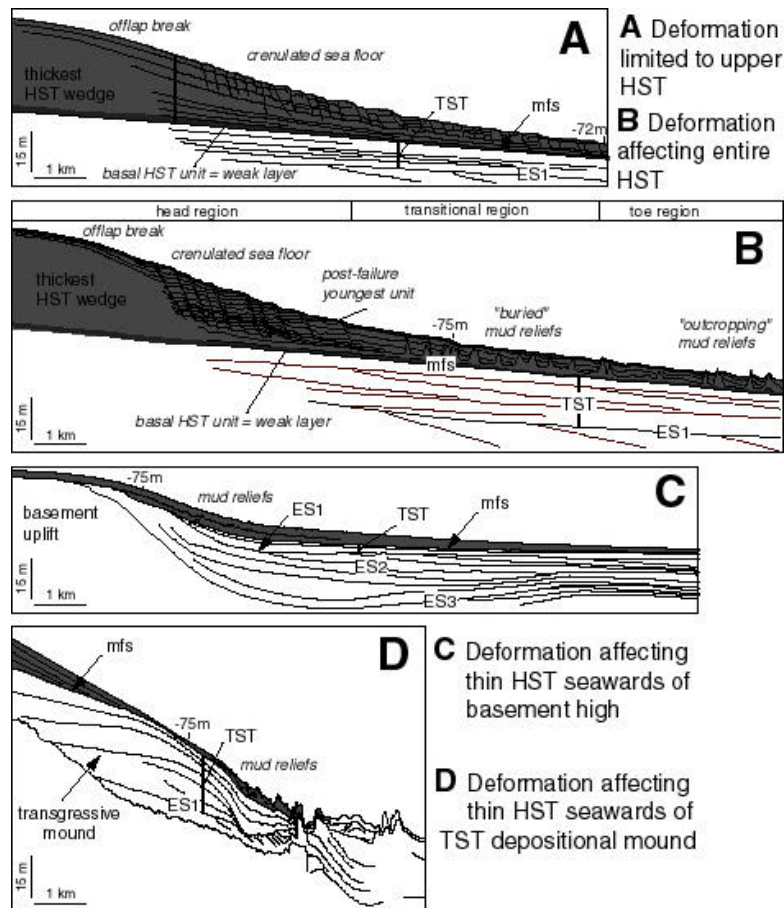 offlap break
crenulated sea floor
A
thickest
HST wedge
TST
mfs
-72m
15 m
1 km
basal HST unit = weak layer
ES1
A Deformation
limited to upper
HST
B Deformation
affecting entire
HST
head region
transitional region
toe region
offlap break
crenulated sea floor
B
thickest
HST wedge
post-failure
youngest unit
-75m
"buried"
mud reliefs
"outcropping"
mud reliefs
mfs
TST
basal HST unit = weak layer
ES1
15 m
1 km
-75m
mud reliefs
C
basement
uplift
ES1
TST
mfs
ES2
ES3
15 m
1 km
D
mfs
-75m
TST
mud reliefs
transgressive
mound
ES1
15 m
1 km
C Deformation affecting
thin HST seawards of
basement high
D Deformation affecting
thin HST seawards of
TST depositional mound